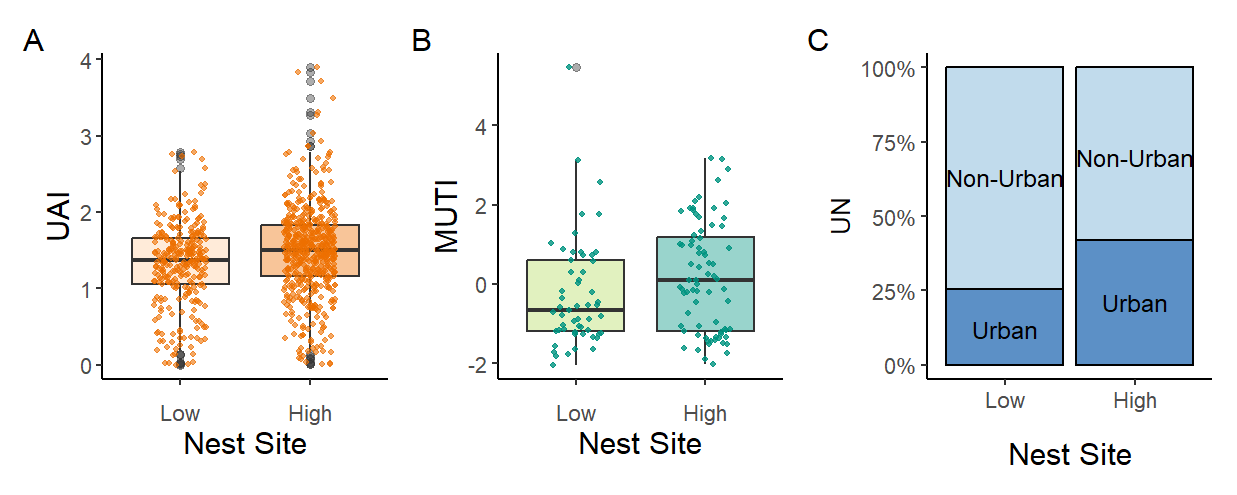 A
UAI
4
3
2
1
0
Low High
Nest Site
B
MUTI
4
2
0
-2
Low High
Nest Site
C
UN
100%
75%
50%
25%
0%
Non-Urban Non-Urban
Urban Urban
Low High
Nest Site